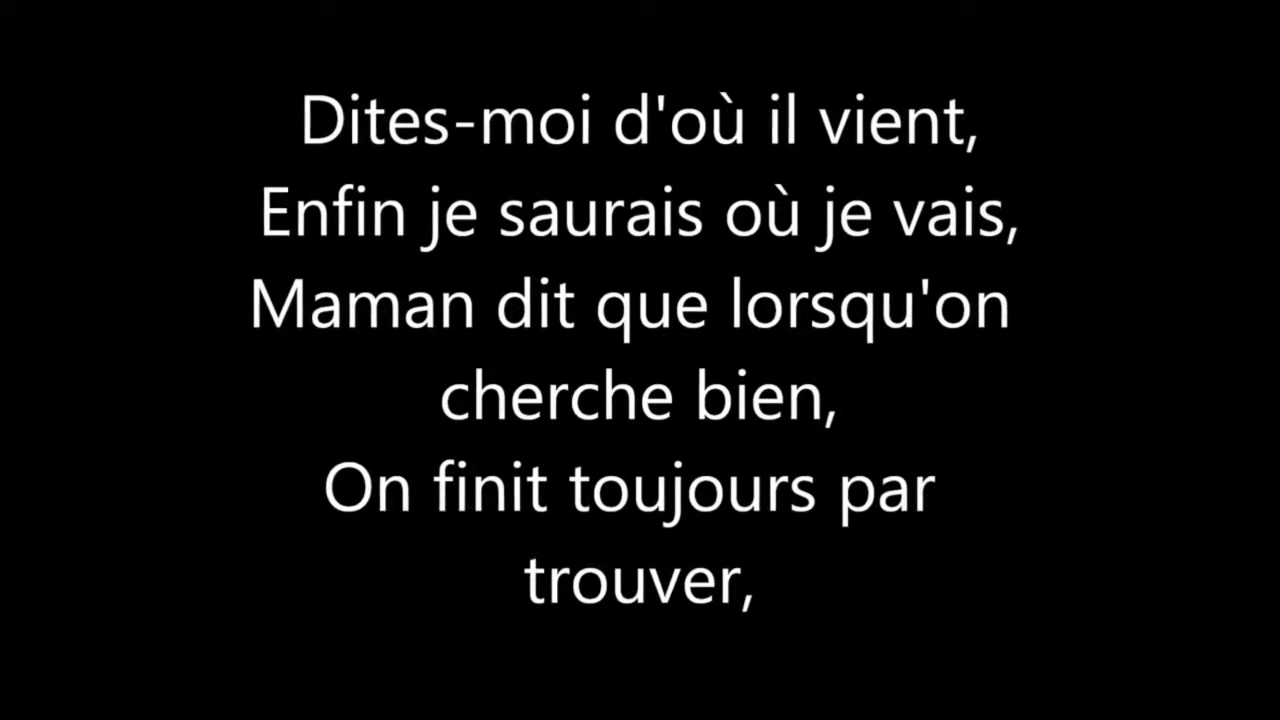 Dites-moi d'où il vient,
Enfin je saurais où je vais,
Maman dit que lorsqu'on
cherche bien,
On finit toujours par
trouver,